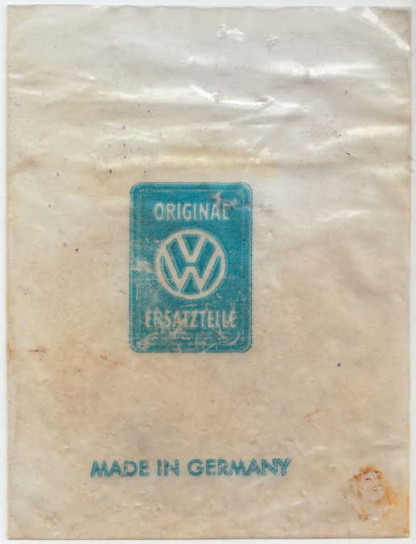 ORIGINAL
VW
ERSATZTEILE
MADE IN GERMANY